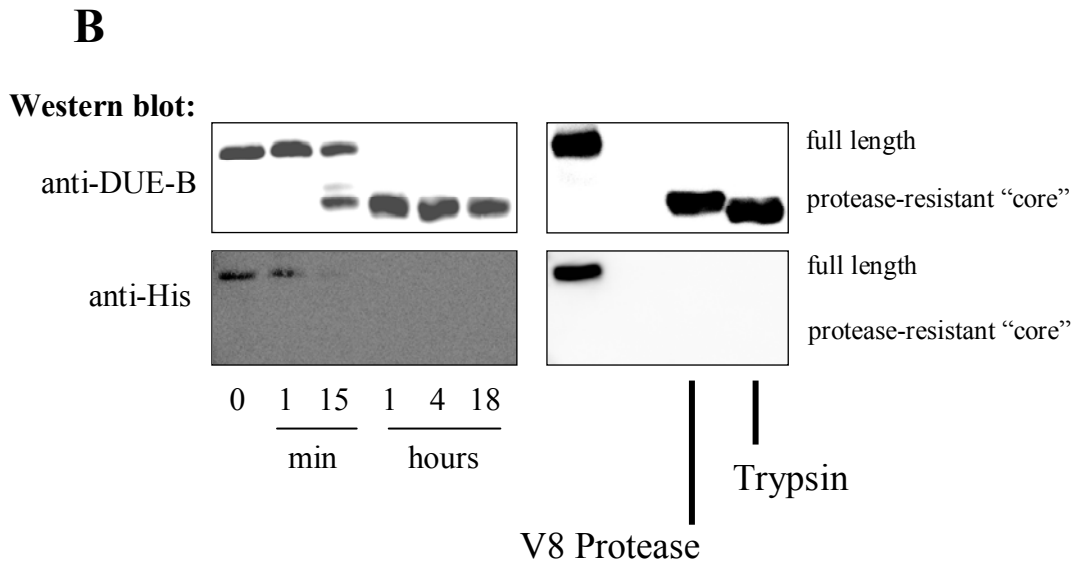 B
Western blot:
anti-DUE-B
full length
protease-resistant “core”
anti-His
full length
protease-resistant “core”
0 1 15 1 4 18
min hours
Trypsin
V8 Protease